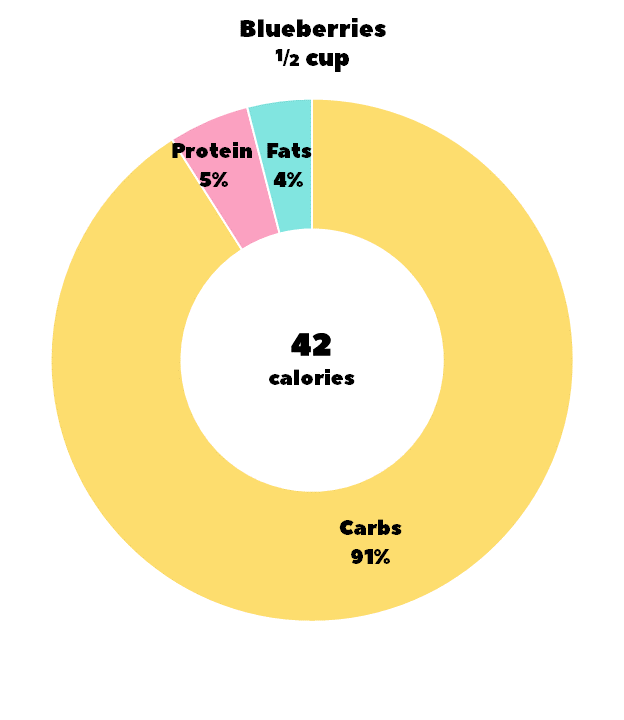 Blueberries
½ cup
Protein
5%
Fats
4%
42
calories
Carbs
91%